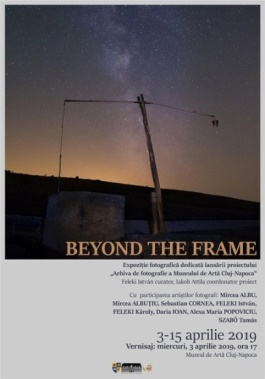 BEYOND THE FRAME
Expoziție fotografică dedicată lansării proiectului
„Arhiva de fotografie a Muzeului de Artă Cluj-Napoca"
Feleki István curator, Iakob Attila coordonator proiect
Cu participarea artiștilor fotografi: Mircea ALBU,
Mircea ALBUȚIU, Sebastian CORNEA, FELEKI István,
FELEKI Károly, Daria IOAN, Alexa Maria POPOVICIU,
SZABÓ Tamás
3-15 aprilie 2019
Vernisaj: miercuri, 3 aprilie 2019, ora 17
Muzeul de Artă Cluj-Napoca